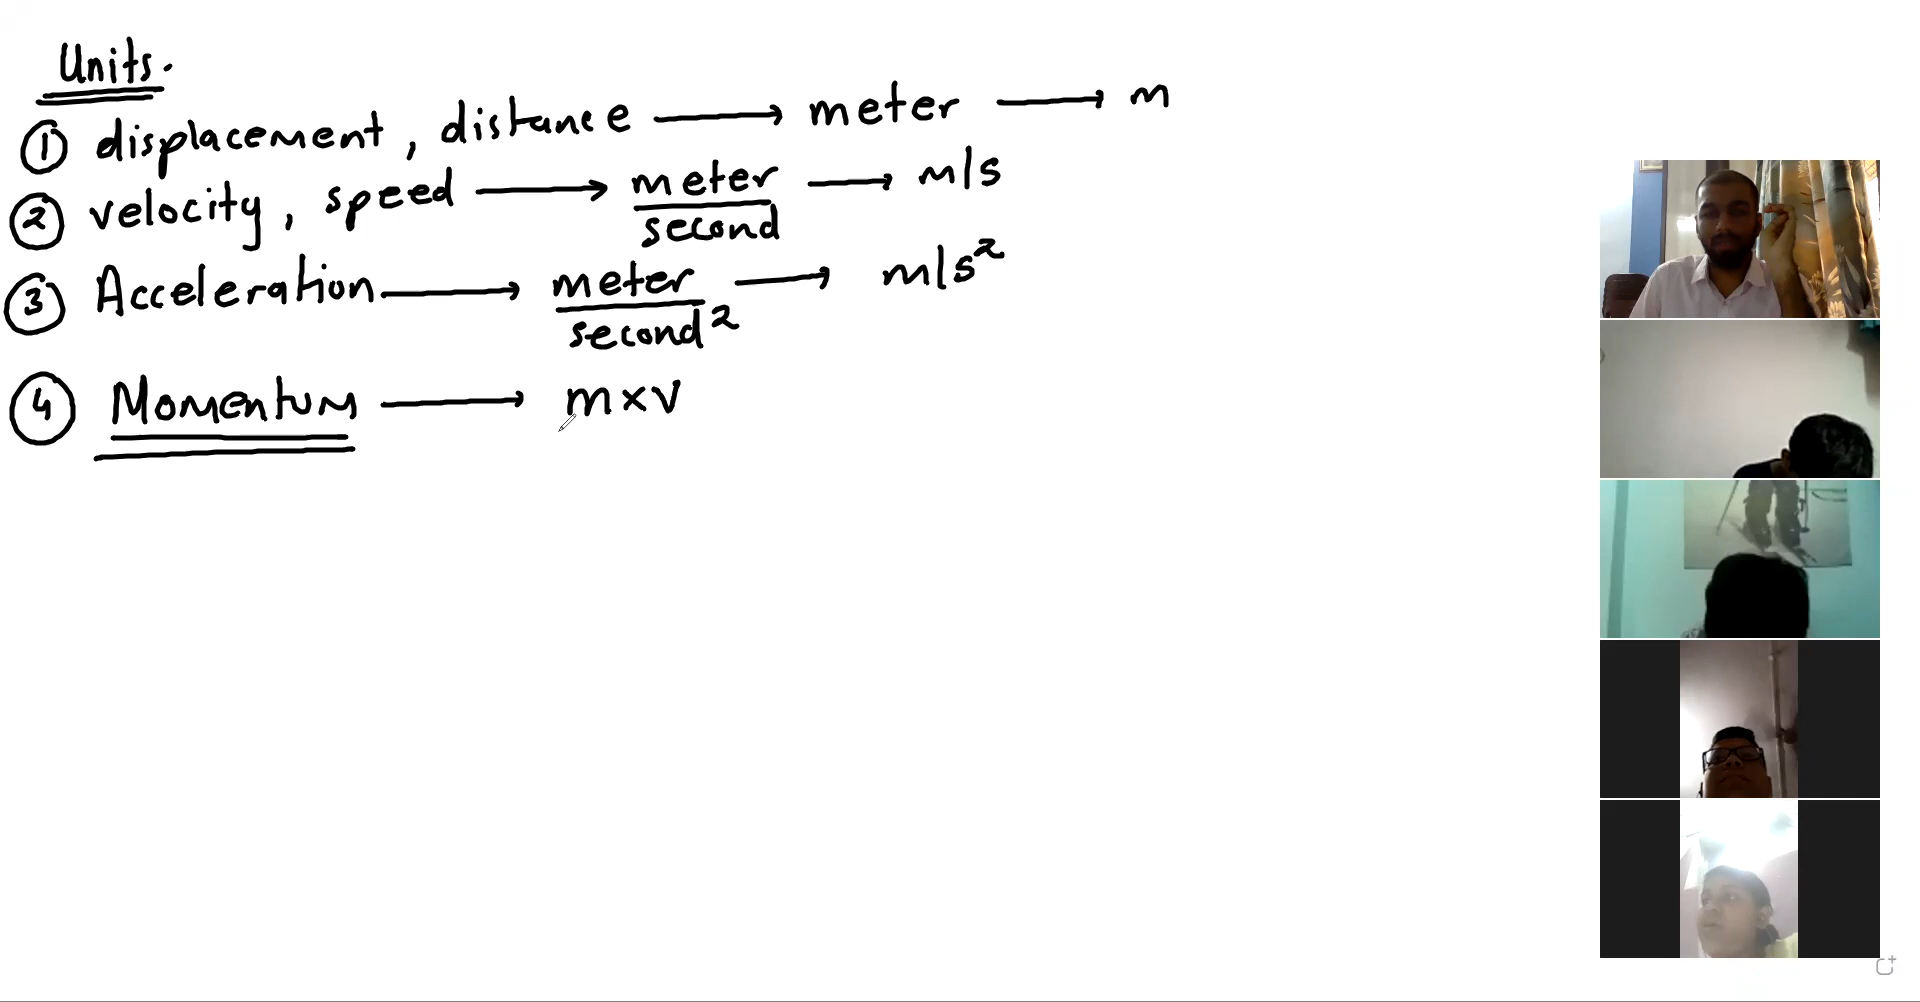 Units.
① displacement, distance → meter → m
② velocity, speed → meter/second → m/s
③ Acceleration → meter/second² → m/s²
④ Momentum → m×v